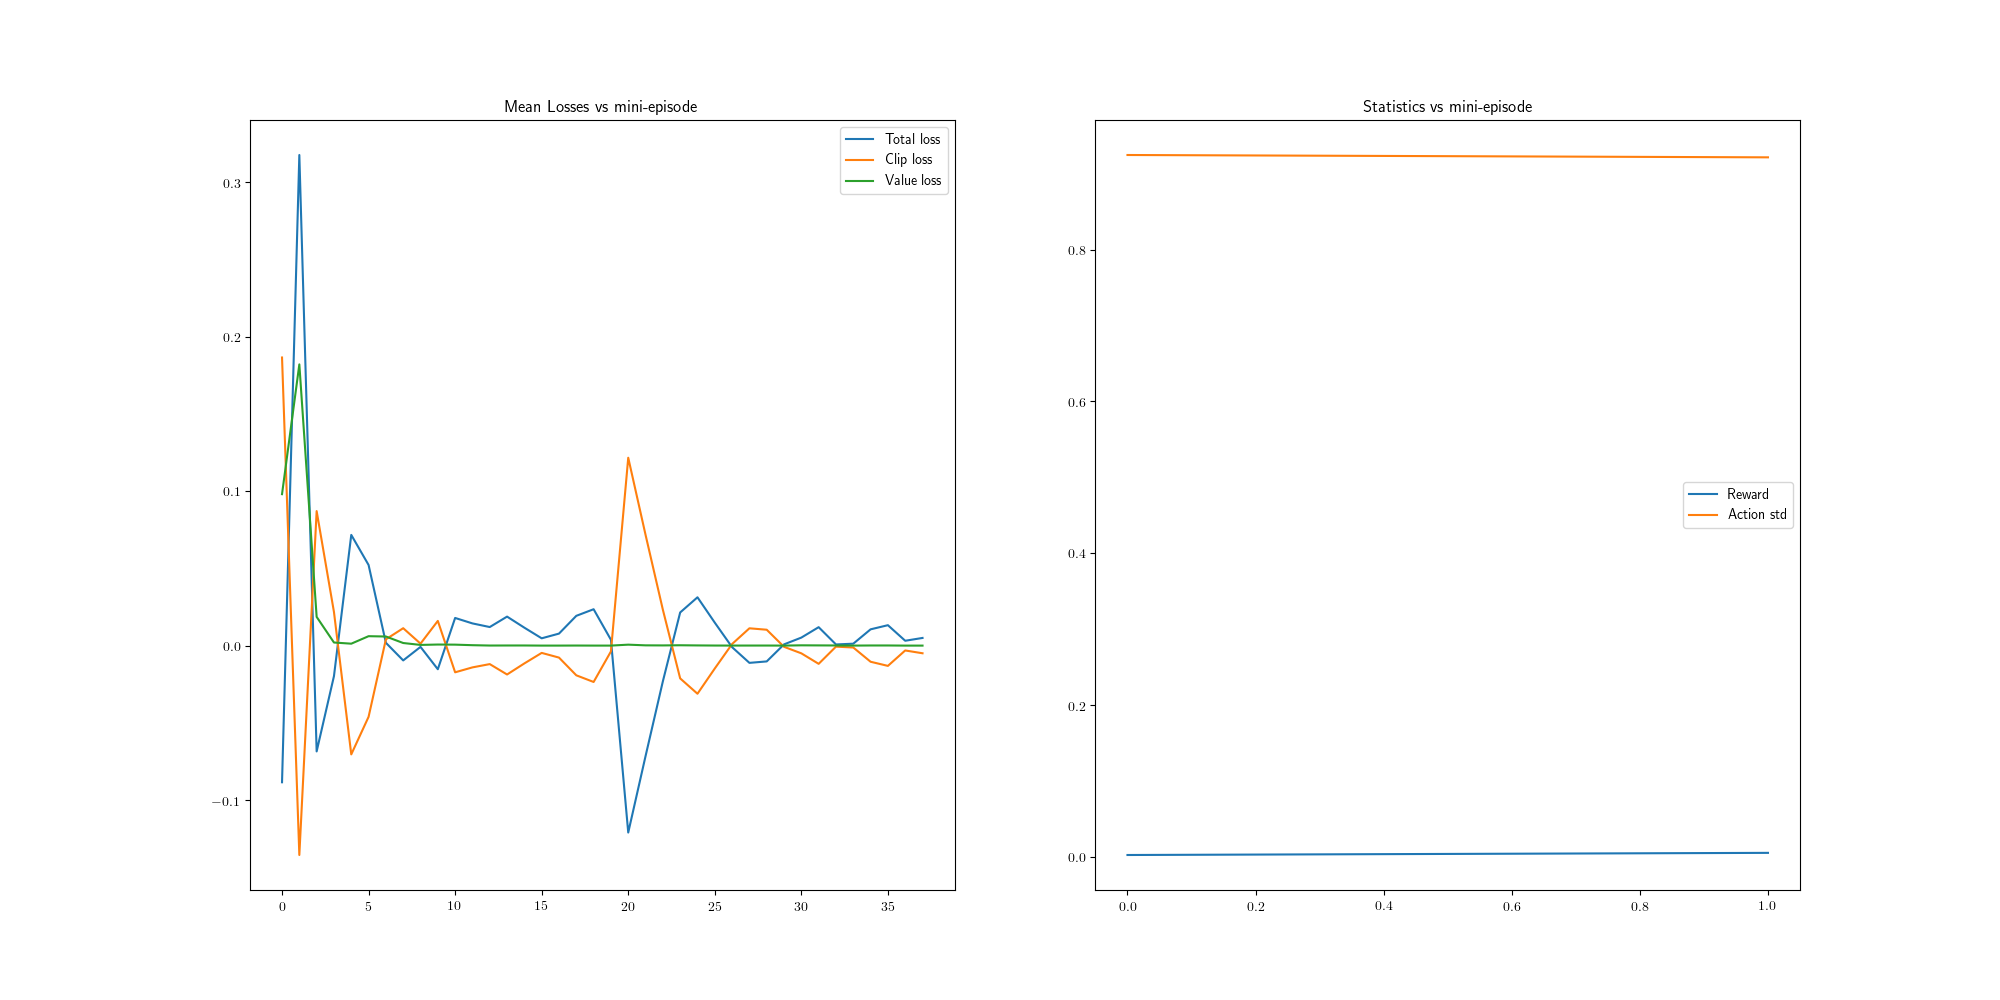 Mean Losses vs mini-episode
Total loss
Clip loss
Value loss
0.3
0.2
0.1
0.0
−0.1
0 5 10 15 20 25 30 35
Statistics vs mini-episode
Reward
Action std
0.8
0.6
0.4
0.2
0.0
0.0 0.2 0.4 0.6 0.8 1.0